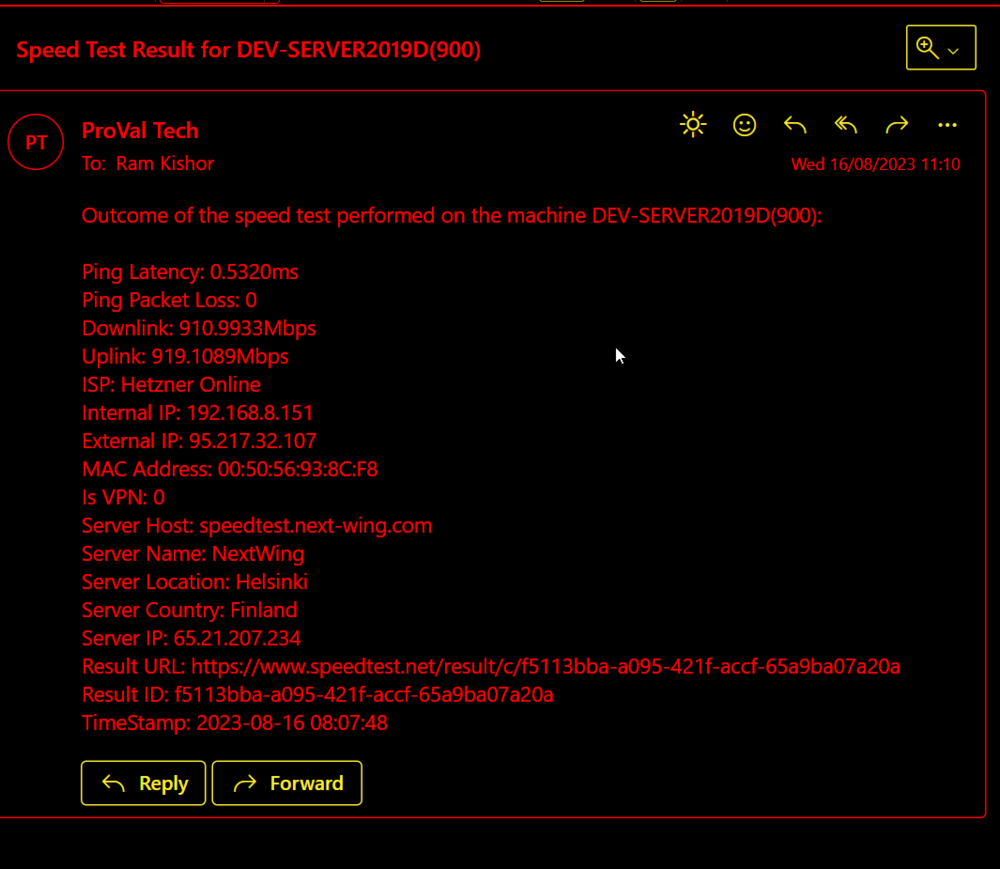 Speed Test Result for DEV-SERVER2019D(900)
PT
ProVal Tech
To: Ram Kishor
Wed 16/08/2023 11:10
Outcome of the speed test performed on the machine DEV-SERVER2019D(900):
Ping Latency: 0.5320ms
Ping Packet Loss: 0
Downlink: 910.9933Mbps
Uplink: 919.1089Mbps
ISP: Hetzner Online
Internal IP: 192.168.8.151
External IP: 95.217.32.107
MAC Address: 00:50:56:93:8C:F8
Is VPN: 0
Server Host: speedtest.next-wing.com
Server Name: NextWing
Server Location: Helsinki
Server Country: Finland
Server IP: 65.21.207.234
Result URL: https://www.speedtest.net/result/c/f5113bba-a095-421f-accf-65a9ba07a20a
Result ID: f5113bba-a095-421f-accf-65a9ba07a20a
TimeStamp: 2023-08-16 08:07:48
Reply
Forward